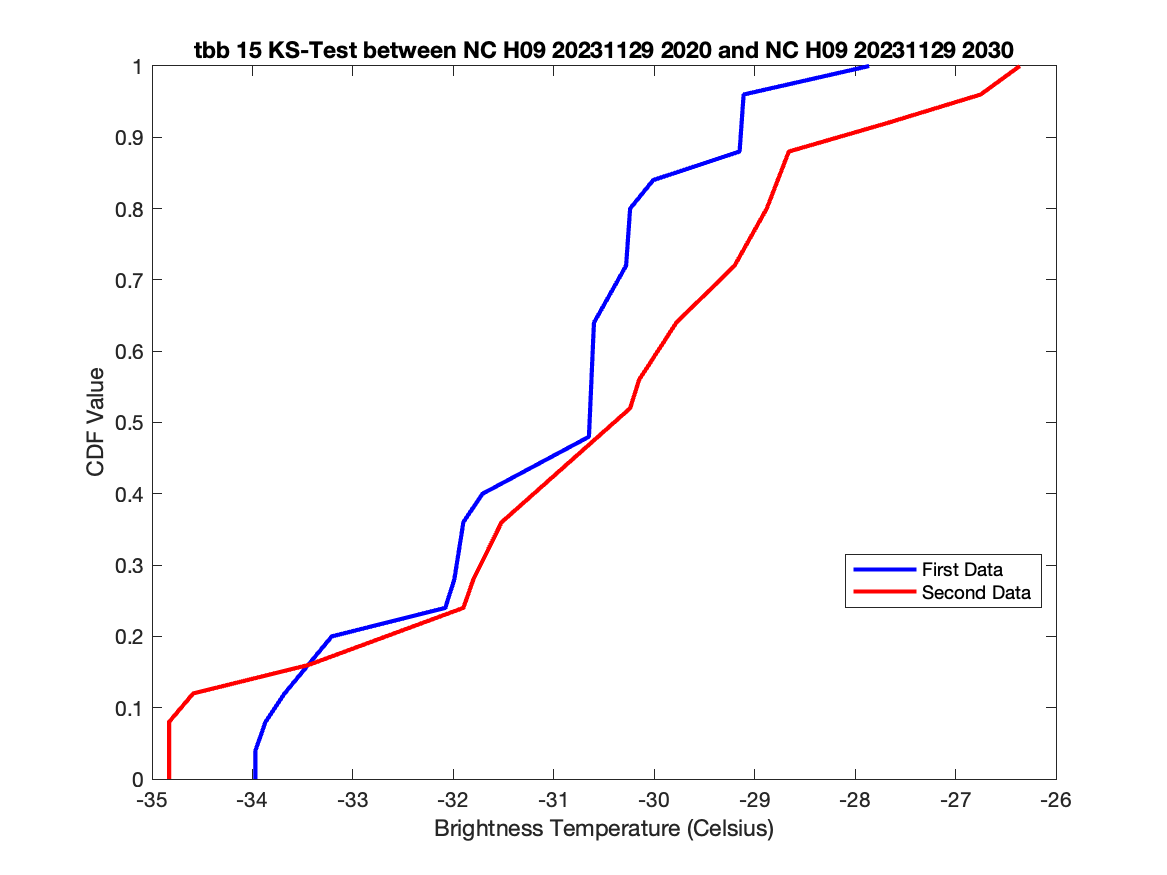 tbb 15 KS-Test between NC H09 20231129 2020 and NC H09 20231129 2030
1
0.9
0.8
0.7
0.6
0.5
0.4
0.3
0.2
0.1
0
CDF Value
First Data
Second Data
-35 -34 -33 -32 -31 -30 -29 -28 -27 -26
Brightness Temperature (Celsius)